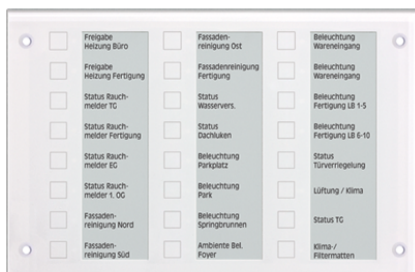 Freigabe
Heizung Büro
Freigabe
Heizung Fertigung
Status Rauch-
melder TG
Status Rauch-
melder Fertigung
Status Rauch-
melder EG
Status Rauch-
melder 1. OG
Fassaden-
reinigung Nord
Fassaden-
reinigung Süd
Fassaden-
reinigung Ost
Fassadenreinigung
Fertigung
Status
Wasservers.
Status
Dachluken
Beleuchtung
Parkplatz
Beleuchtung
Park
Beleuchtung
Springbrunnen
Ambiente Bel.
Foyer
Beleuchtung
Wareneingang
Beleuchtung
Wareneingang
Beleuchtung
Fertigung LB 1-5
Beleuchtung
Fertigung LB 6-10
Status
Türverriegelung
Lüftung / Klima
Status TG
Klima-/
Filtermatten